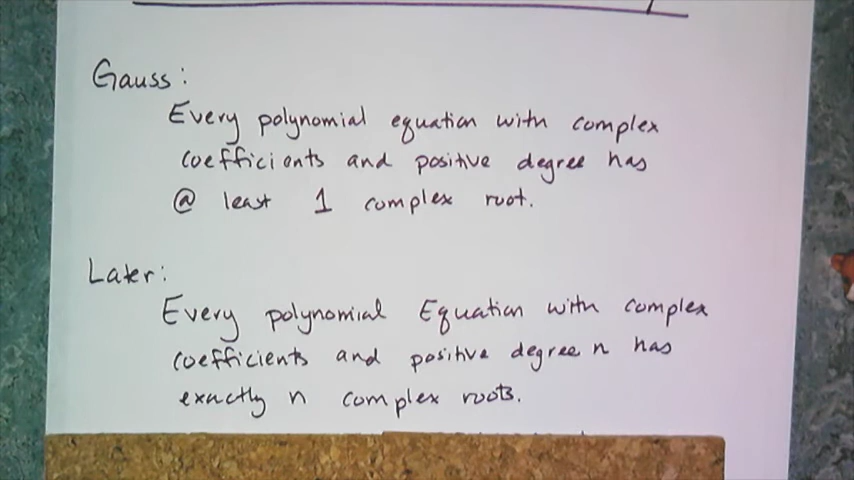 Gauss:
Every polynomial equation with complex
coefficients and positive degree has
@ least 1 complex root.
Later:
Every polynomial Equation with complex
coefficients and positive degree n has
exactly n complex roots.